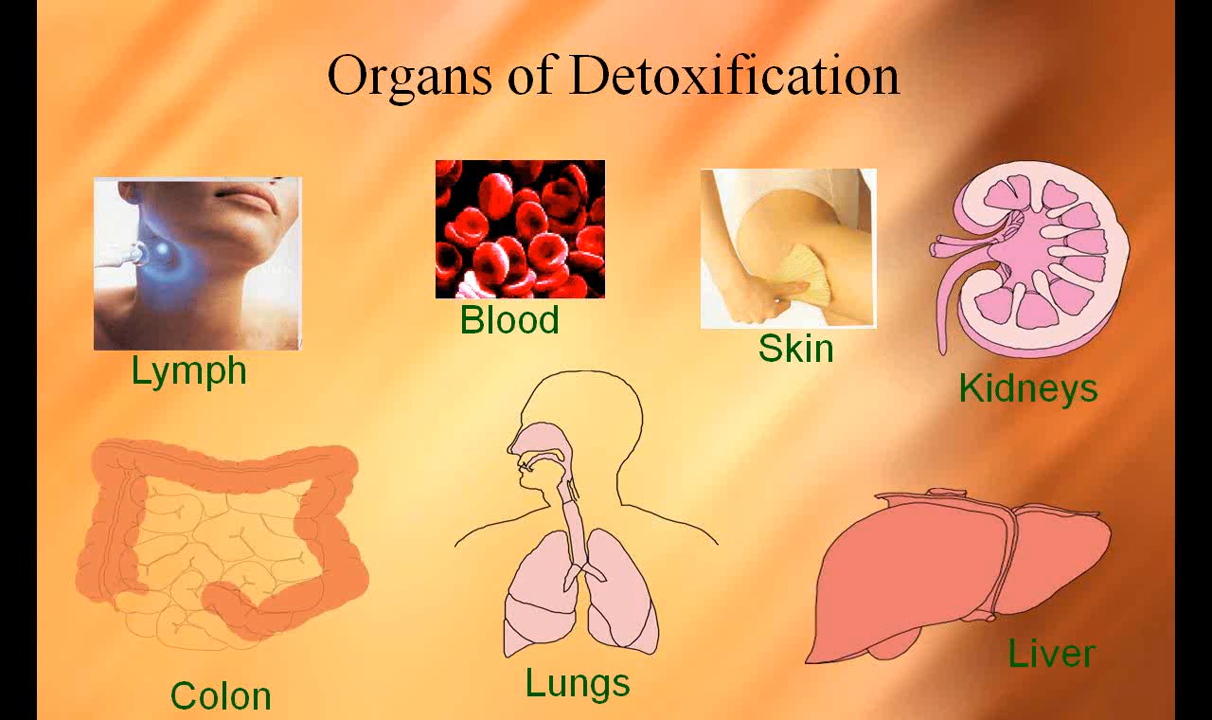 Organs of Detoxification
Lymph
Blood
Skin
Kidneys
Colon
Lungs
Liver